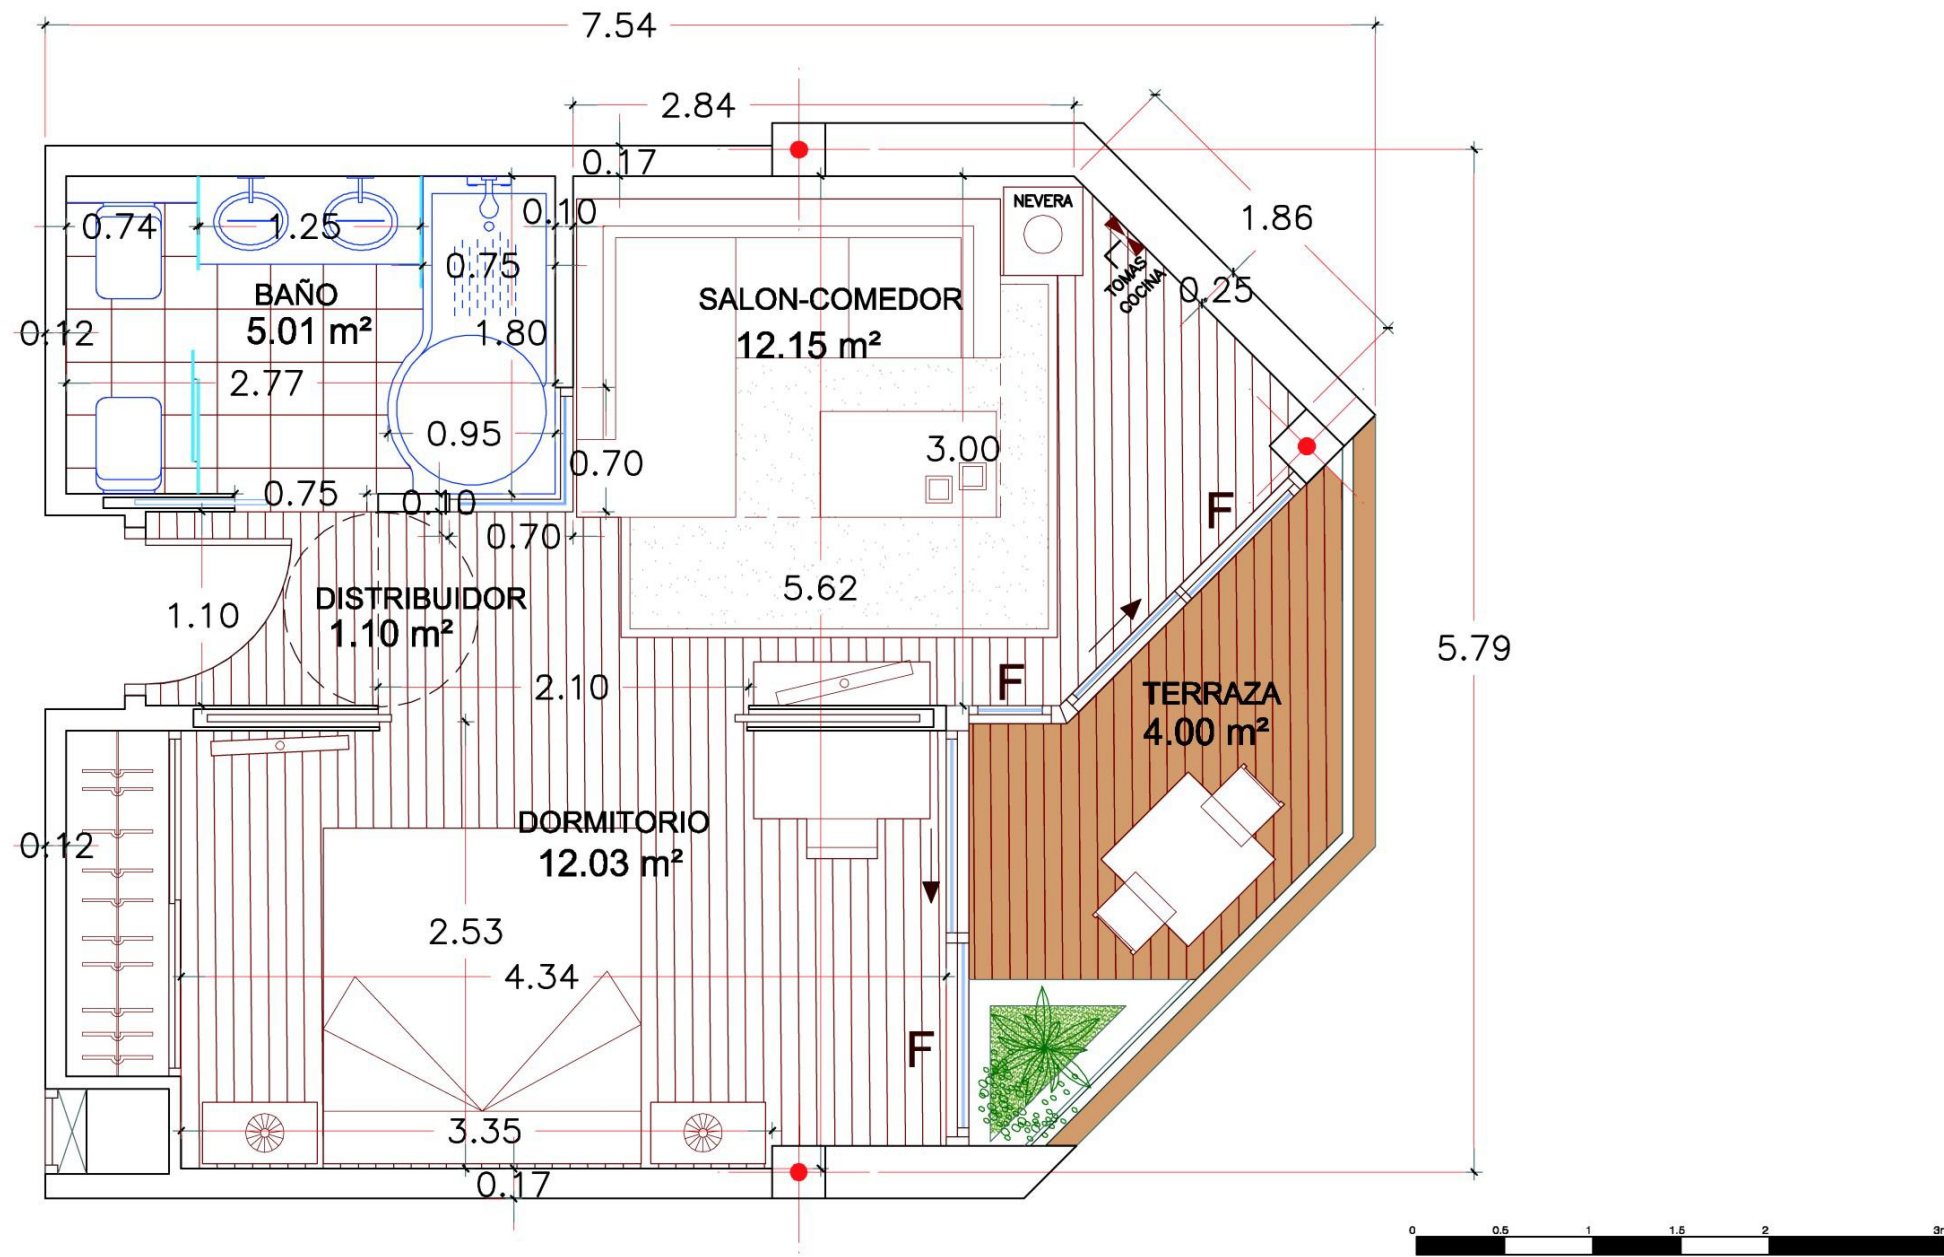 7.54
2.84
0.17
NEVERA
0.10
0.74
1.25
1.86
0.75
TOMAS
COCINA
0.25
BAÑO
5.01 m²
SALON-COMEDOR
12.15 m²
0.12
1.80
2.77
0.95
3.00
0.70
0.75
0.10
F
0.70
5.62
DISTRIBUIDOR
1.10 m²
1.10
5.79
2.10
F
TERRAZA
4.00 m²
DORMITORIO
12.03 m²
0.12
2.53
4.34
F
3.35
0.17
0 0.5 1 1.5 2 3m